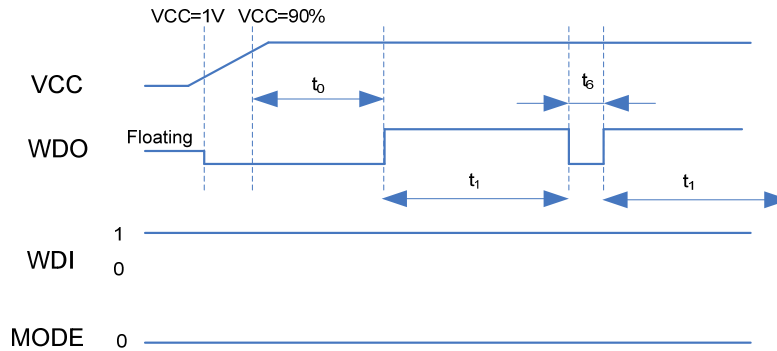 VCC=1V VCC=90%
VCC
t0
t6
Floating
WDO
t1
t1
1
WDI
0
MODE 0